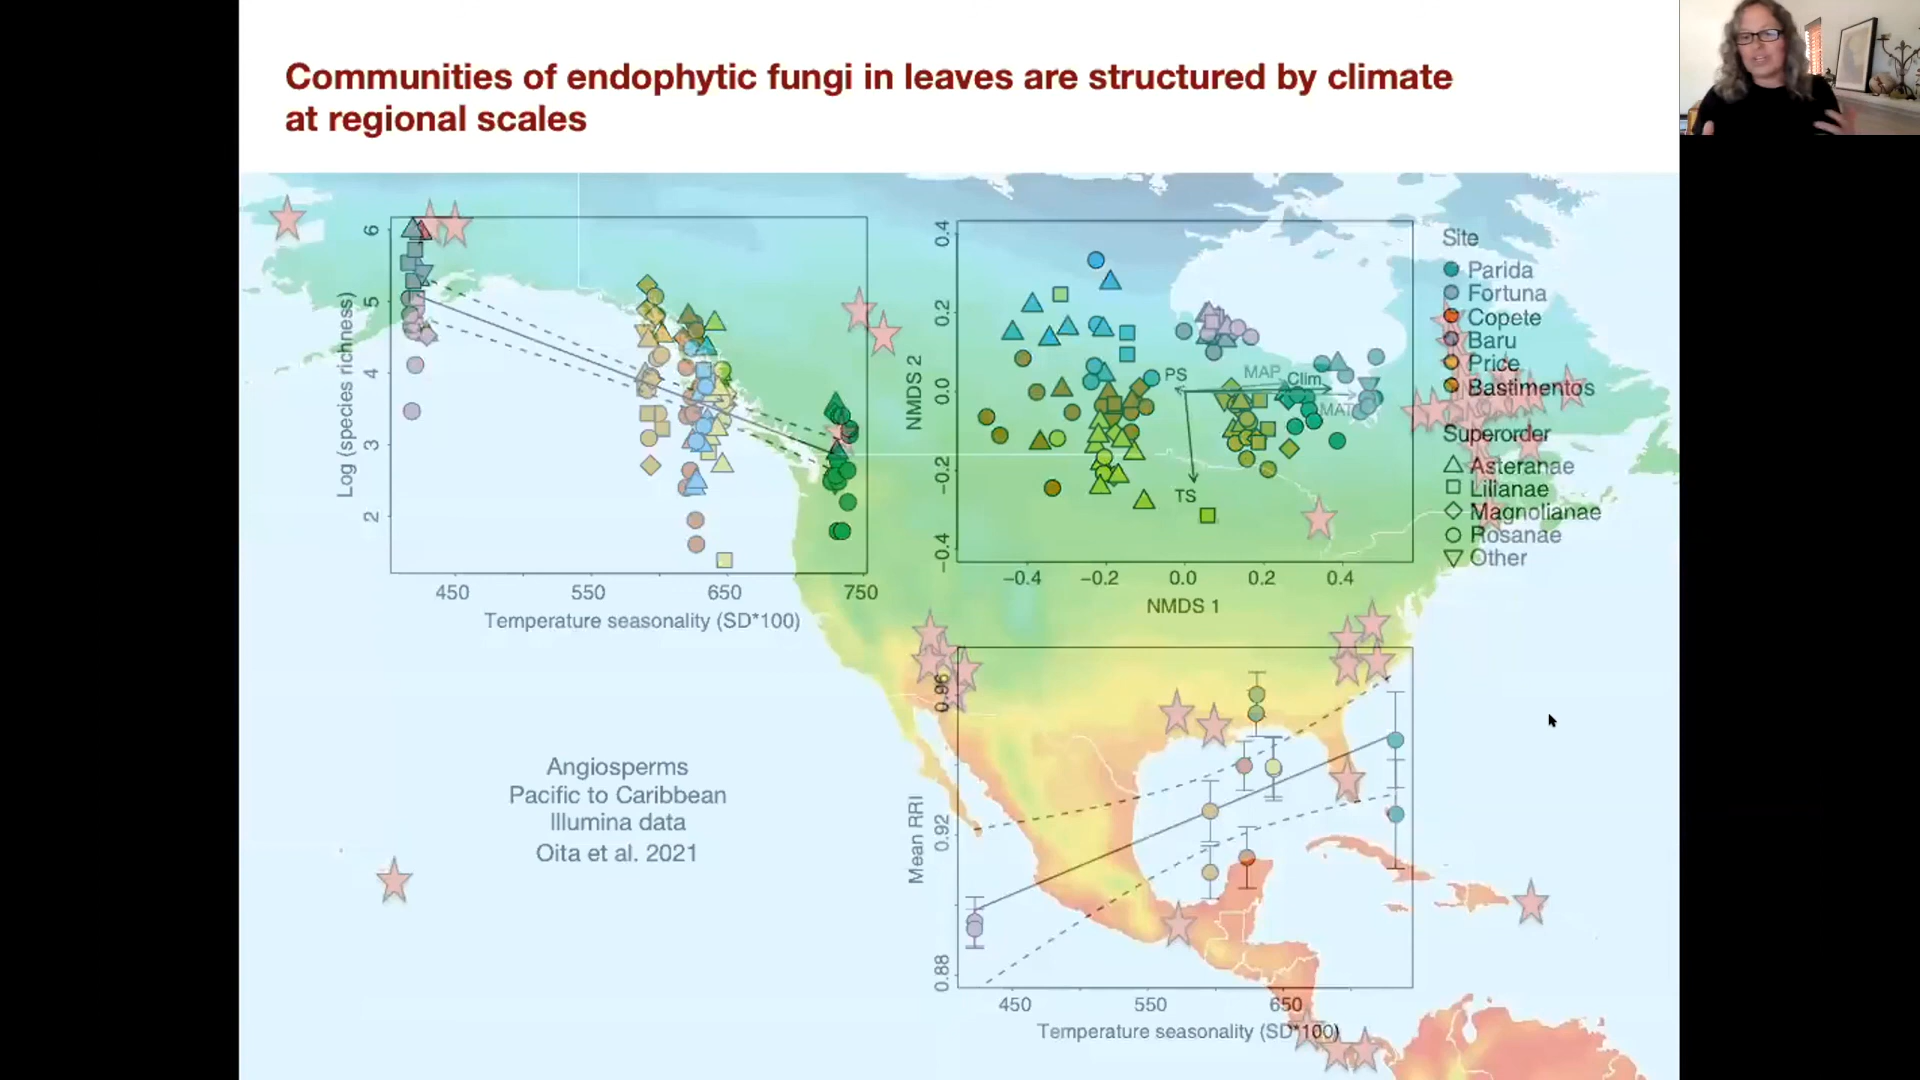 Communities of endophytic fungi in leaves are structured by climate
at regional scales
Log (species richness)
6
5
4
3
2
450
550
650
750
Temperature seasonality (SD*100)
NMDS 2
0.4
0.2
0.0
−0.2
−0.4
PS
MAP
Clim
MAT
TS
−0.4
−0.2
0.0
0.2
0.4
NMDS 1
Site
Parida
Fortuna
Copete
Baru
Price
Bastimentos
Superorder
Asteranae
Lilianae
Magnolianae
Rosanae
Other
Angiosperms
Pacific to Caribbean
Illumina data
Oita et al. 2021
Mean RRI
0.96
0.92
0.88
450
550
650
Temperature seasonality (SD*100)